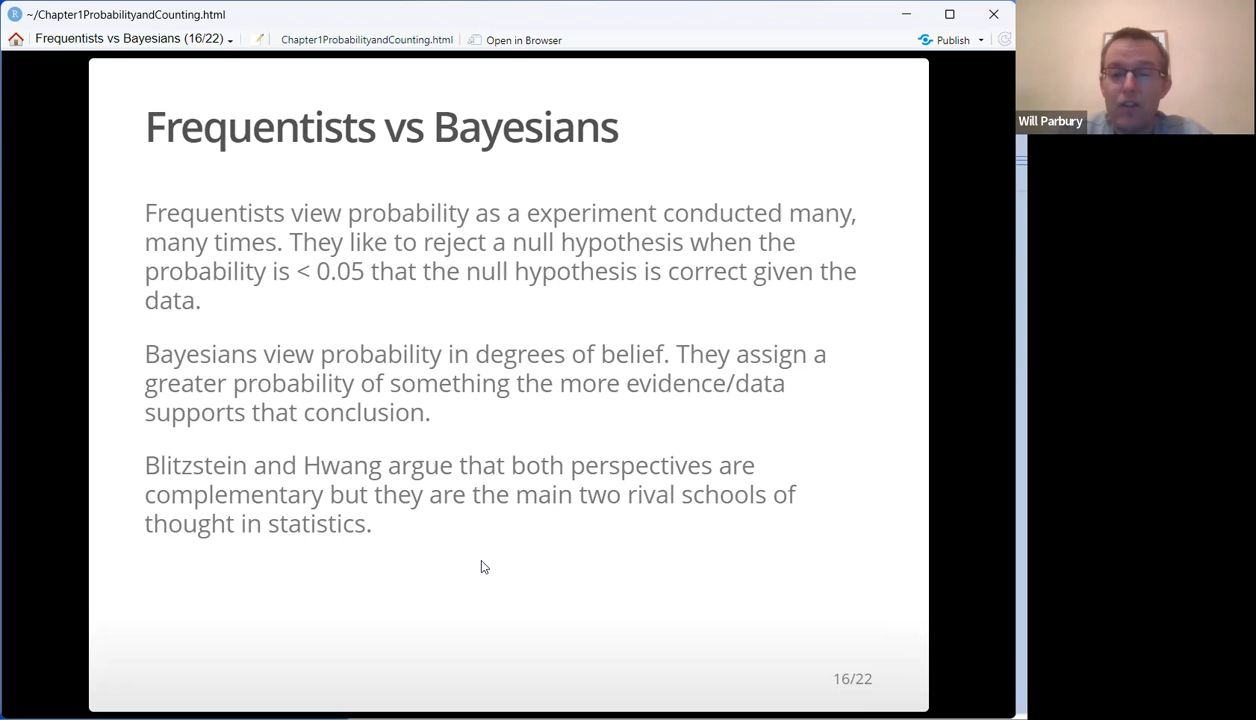 R ~/Chapter1ProbabilityandCounting.html
Frequentists vs Bayesians (16/22) Chapter1ProbabilityandCounting.html Open in Browser Publish
Frequentists vs Bayesians
Frequentists view probability as a experiment conducted many,
many times. They like to reject a null hypothesis when the
probability is < 0.05 that the null hypothesis is correct given the
data.
Bayesians view probability in degrees of belief. They assign a
greater probability of something the more evidence/data
supports that conclusion.
Blitzstein and Hwang argue that both perspectives are
complementary but they are the main two rival schools of
thought in statistics.
16/22
Will Parbury